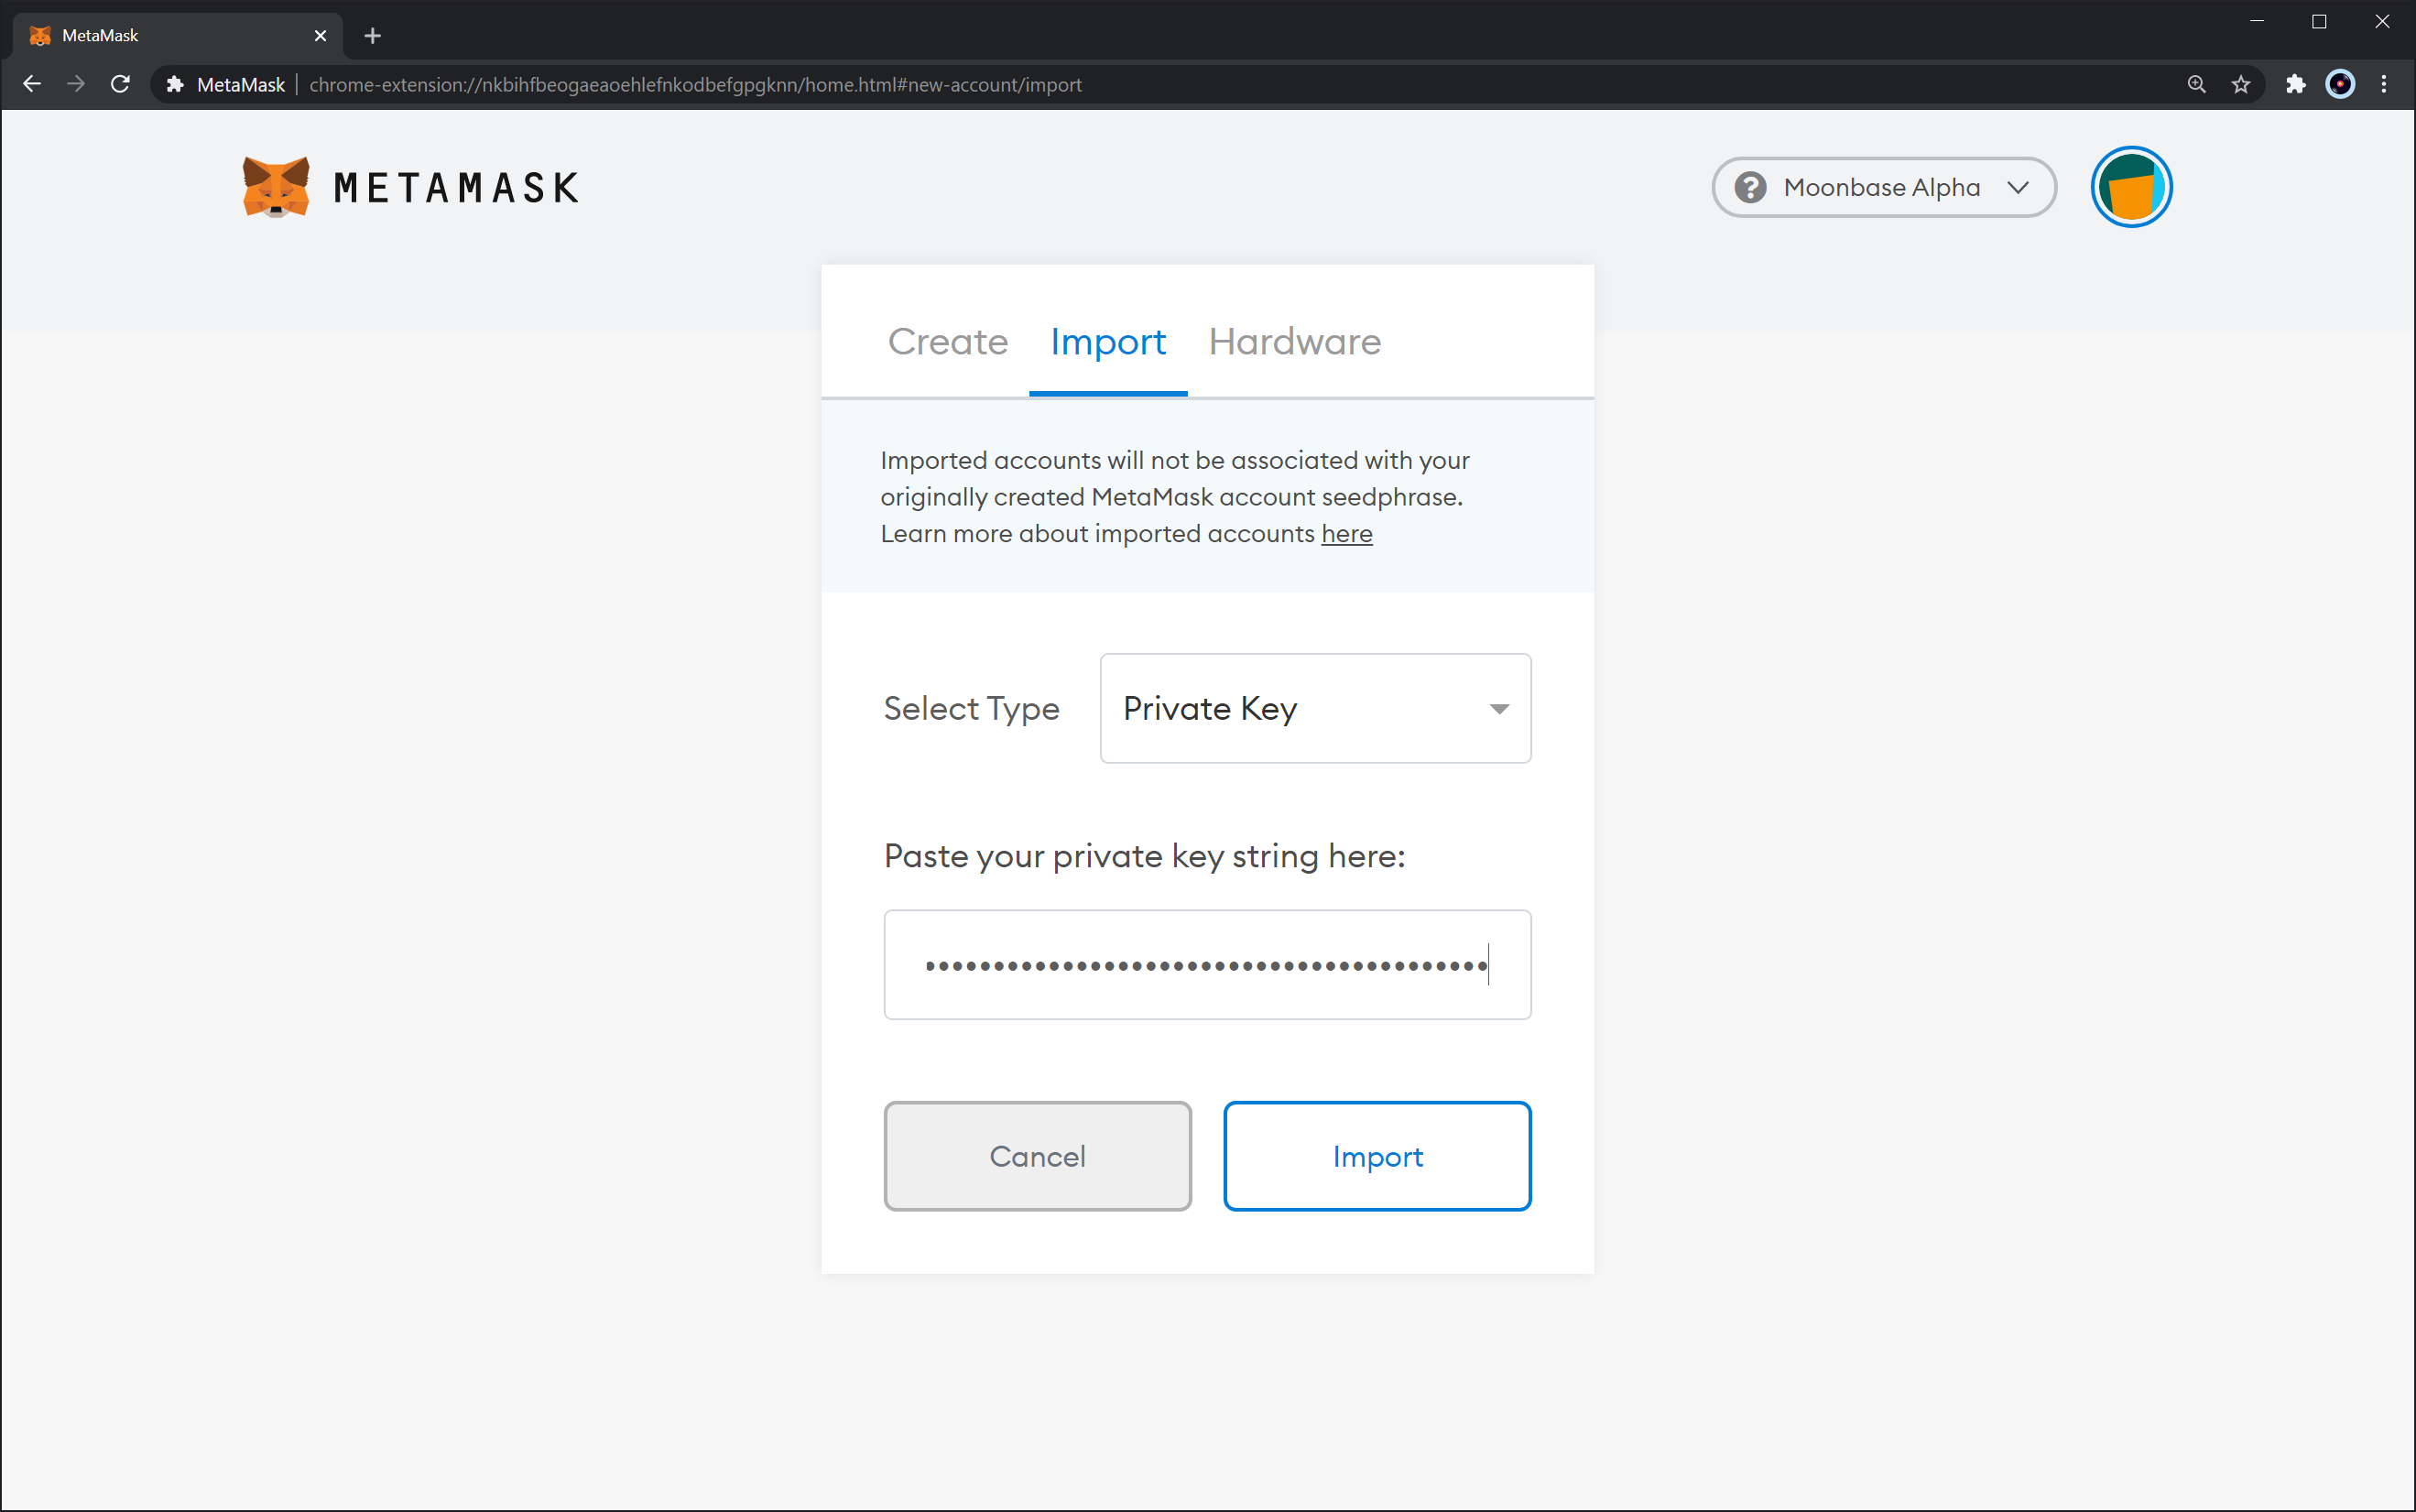 MetaMask
MetaMask chrome-extension://nkbihfbeogaeaoehlefnkodbefgpgknn/home.html#new-account/import
METAMASK
? Moonbase Alpha
Create Import Hardware
Imported accounts will not be associated with your
originally created MetaMask account seedphrase.
Learn more about imported accounts here
Select Type Private Key
Paste your private key string here:
Cancel Import